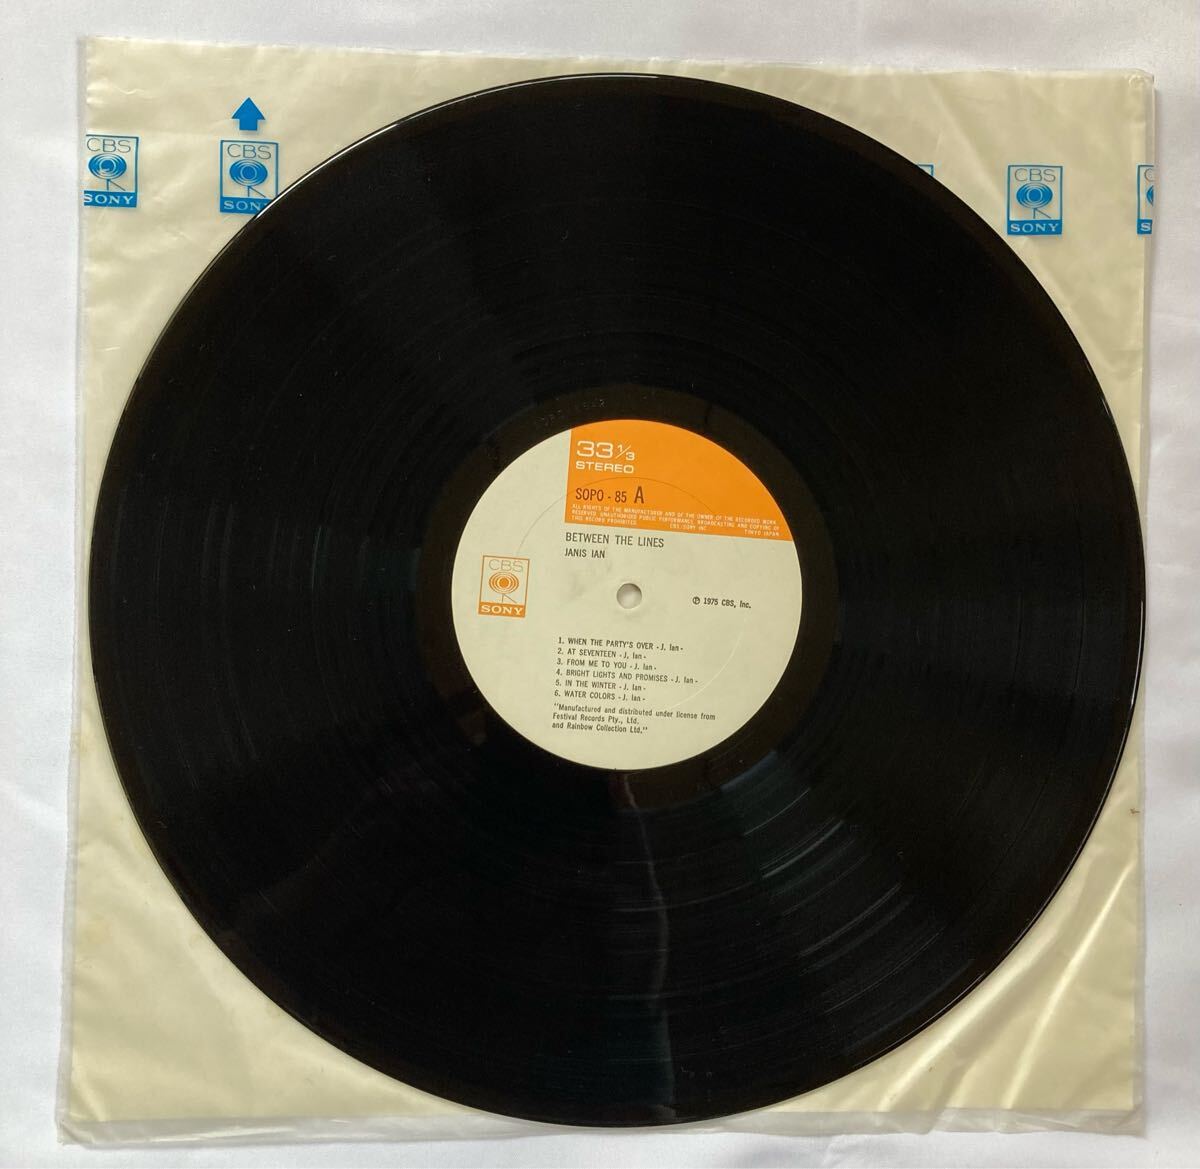 CBS
SONY
CBS
SONY
CBS
SONY
33 1/3
STEREO
SOPO - 85 A
ALL RIGHTS OF THE MANUFACTURER AND OF THE OWNER OF THE RECORDED WORK
RESERVED. UNAUTHORIZED PUBLIC PERFORMANCE, BROADCASTING AND COPYING OF
THIS RECORD PROHIBITED. CBS/SONY INC. TOKYO JAPAN
BETWEEN THE LINES
JANIS IAN
CBS
SONY
Ⓟ 1975 CBS, Inc.
1. WHEN THE PARTY'S OVER - J. Ian -
2. AT SEVENTEEN - J. Ian -
3. FROM ME TO YOU - J. Ian -
4. BRIGHT LIGHTS AND PROMISES - J. Ian -
5. IN THE WINTER - J. Ian -
6. WATER COLORS - J. Ian -
"Manufactured and distributed under license from
Festival Records Pty., Ltd.
and Rainbow Collection Ltd."